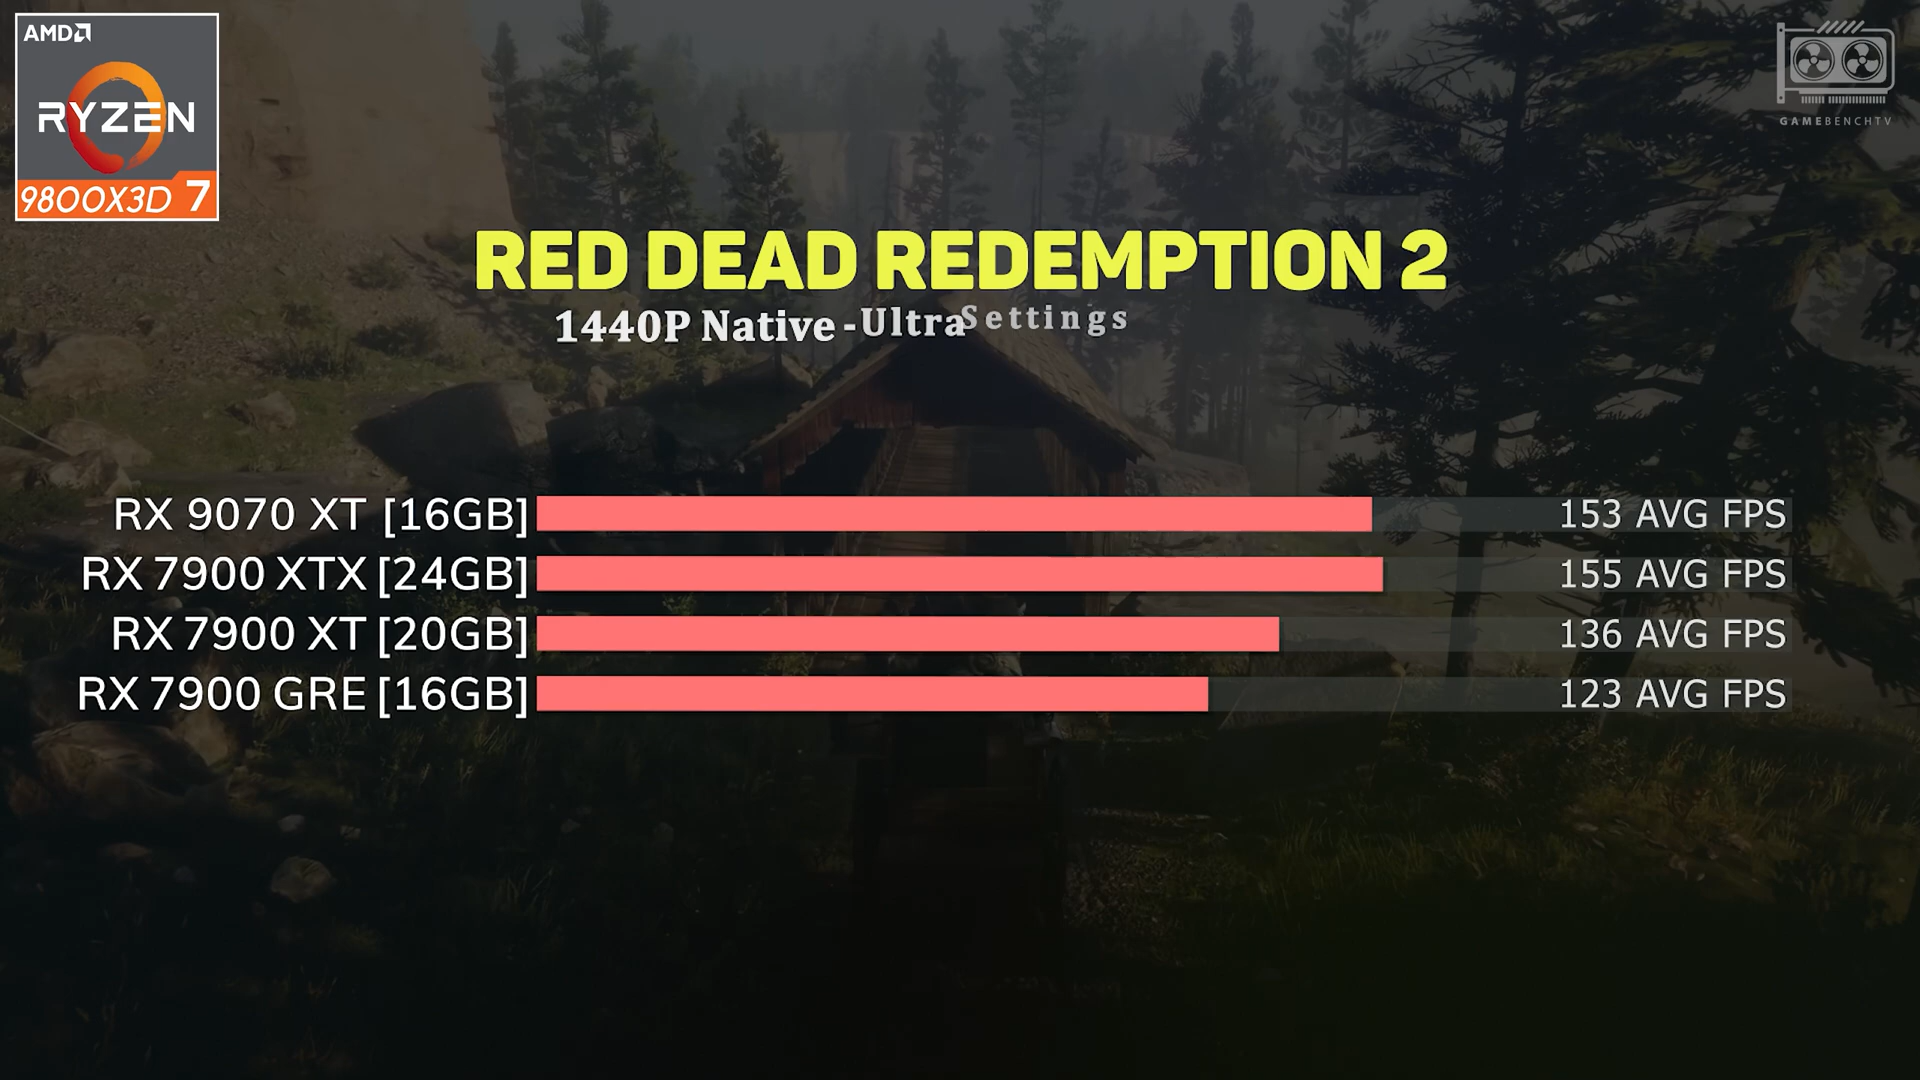 AMD
RYZEN
9800X3D 7
GAMEBENCHTV
RED DEAD REDEMPTION 2
1440P Native - Ultra Settings
RX 9070 XT [16GB] 153 AVG FPS
RX 7900 XTX [24GB] 155 AVG FPS
RX 7900 XT [20GB] 136 AVG FPS
RX 7900 GRE [16GB] 123 AVG FPS